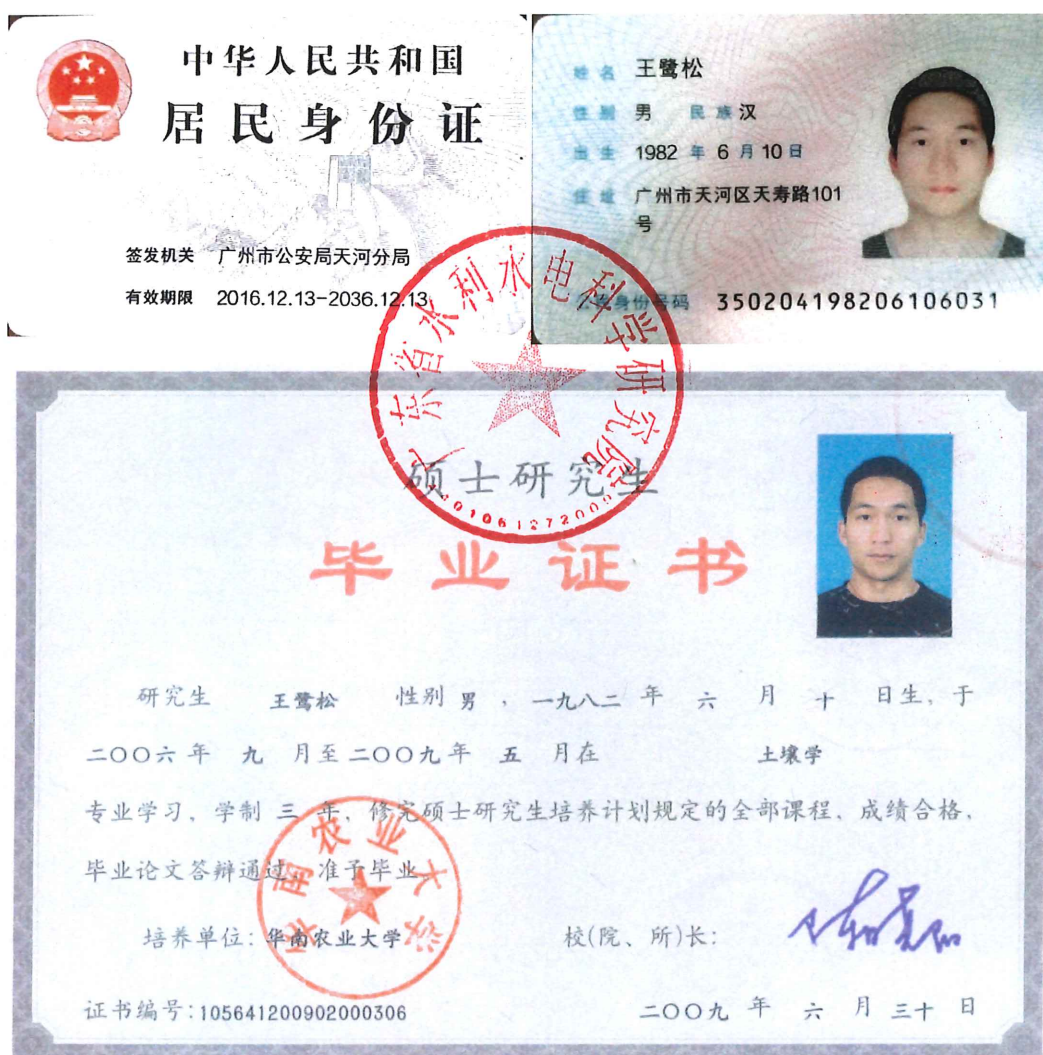 中华人民共和国
居民身份证
签发机关 广州市公安局天河分局
有效期限 2016.12.13-2036.12.13
姓名 王鹭松
性别 男 民族 汉
出生 1982 年 6 月 10 日
住址 广州市天河区天寿路101
号
公民身份号码 350204198206106031
广东省水利水电科学研究院
硕士研究生
毕业证书
研究生 王鹭松 性别 男 , 一九八二 年 六 月 十 日生, 于
二〇〇六 年 九 月至 二〇〇九 年 五 月在 土壤学
专业学习, 学制 三 年, 修完硕士研究生培养计划规定的全部课程, 成绩合格,
毕业论文答辩通过, 准予毕业。
华南农业大学
培养单位: 华南农业大学 校(院、所)长:
证书编号: 105641200902000306 二〇〇九 年 六 月 三十 日